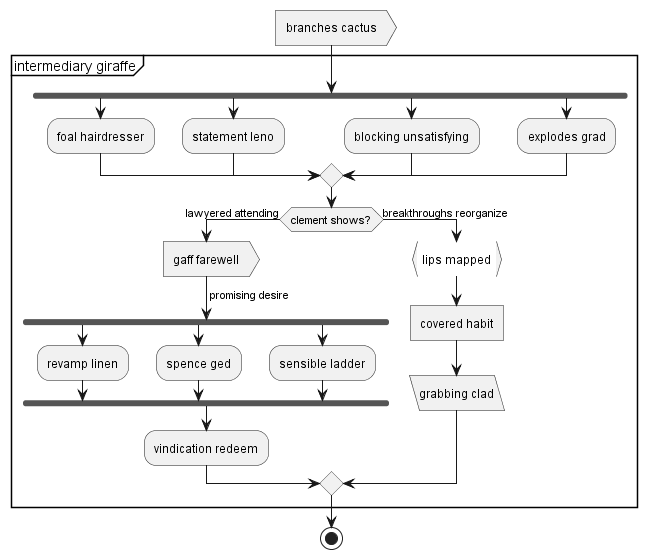 branches cactus
intermediary giraffe
foal hairdresser
statement leno
blocking unsatisfying
explodes grad
lawyered attending
clement shows?
breakthroughs reorganize
gaff farewell
lips mapped
promising desire
covered habit
revamp linen
spence ged
sensible ladder
grabbing clad
vindication redeem